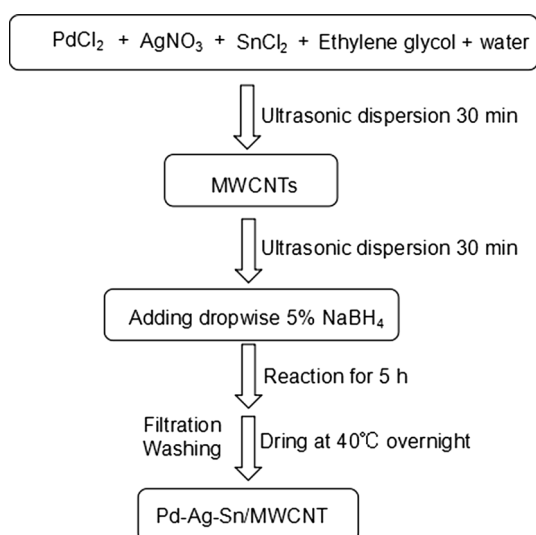 PdCl₂ + AgNO₃ + SnCl₂ + Ethylene glycol + water
Ultrasonic dispersion 30 min
MWCNTs
Ultrasonic dispersion 30 min
Adding dropwise 5% NaBH₄
Reaction for 5 h
Filtration
Washing
Dring at 40℃ overnight
Pd-Ag-Sn/MWCNT